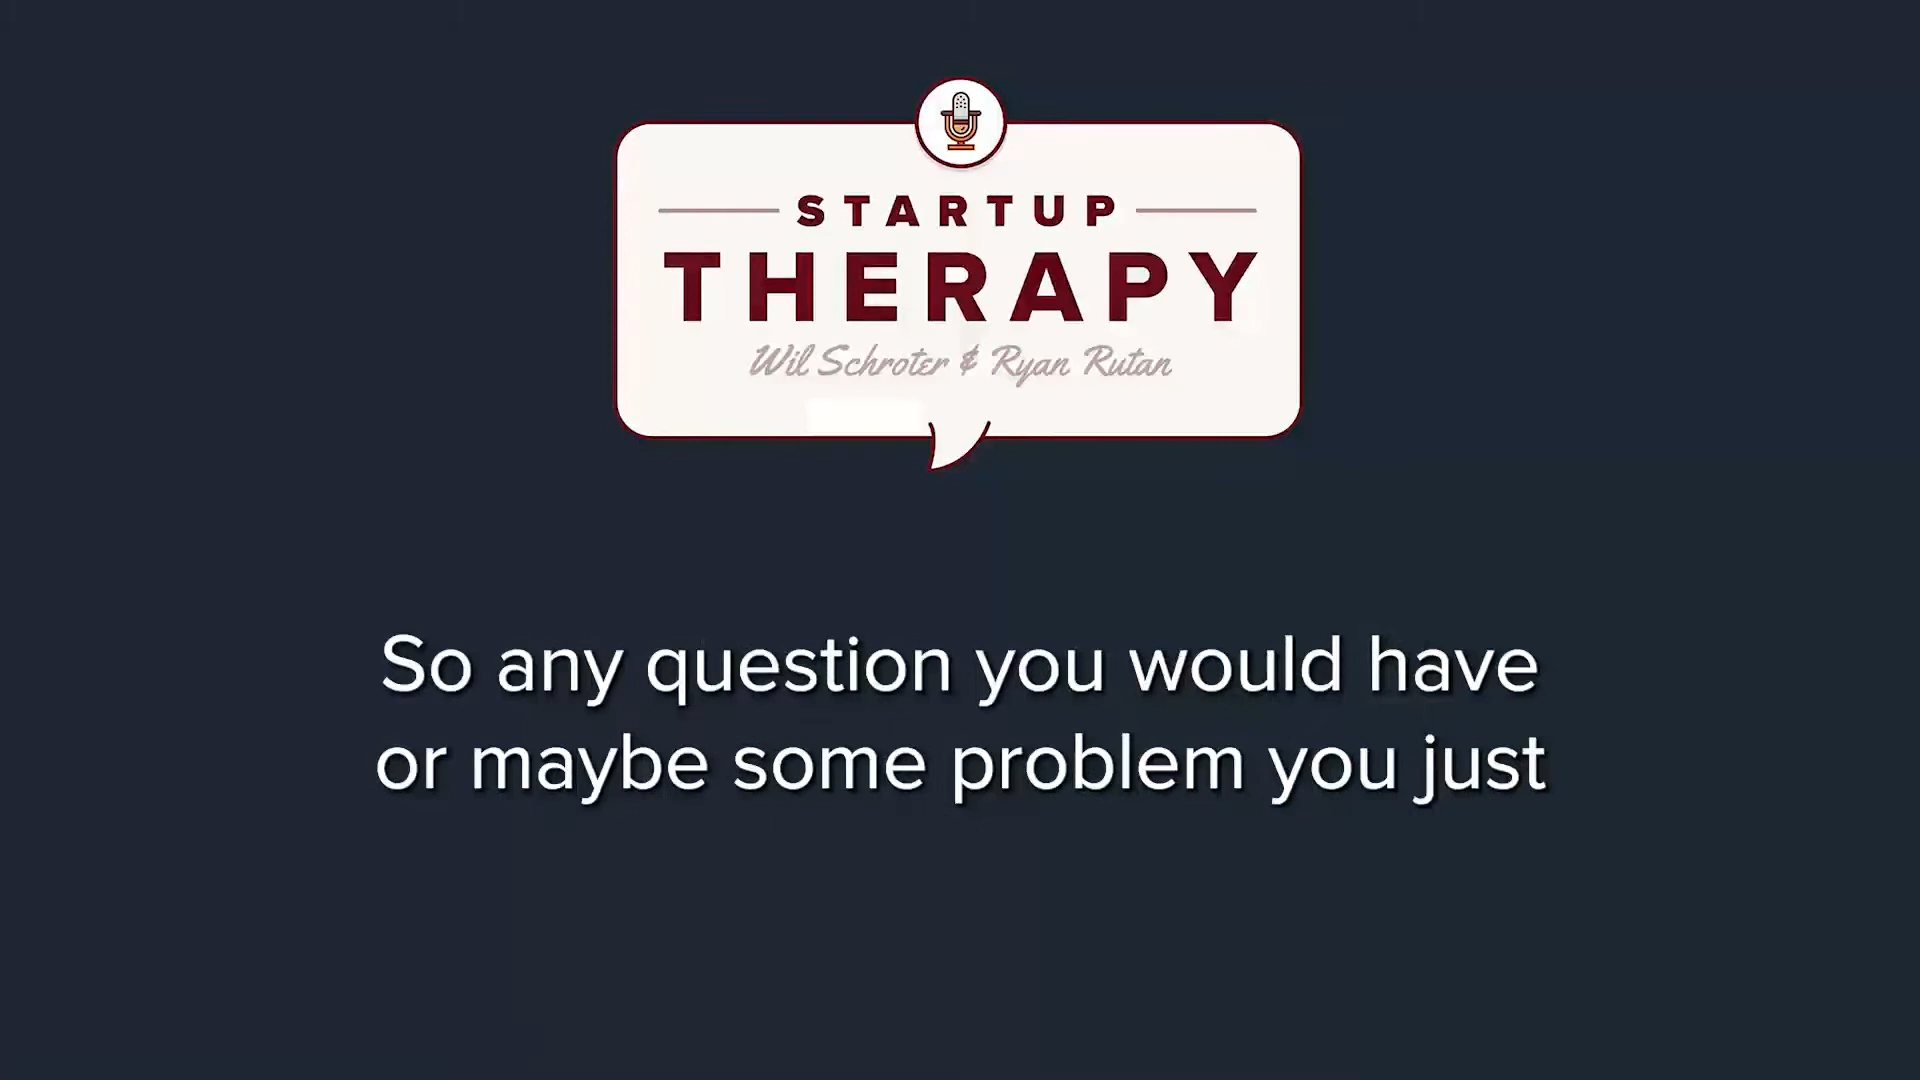 STARTUP
THERAPY
Wil Schroter & Ryan Rutan
So any question you would have
or maybe some problem you just